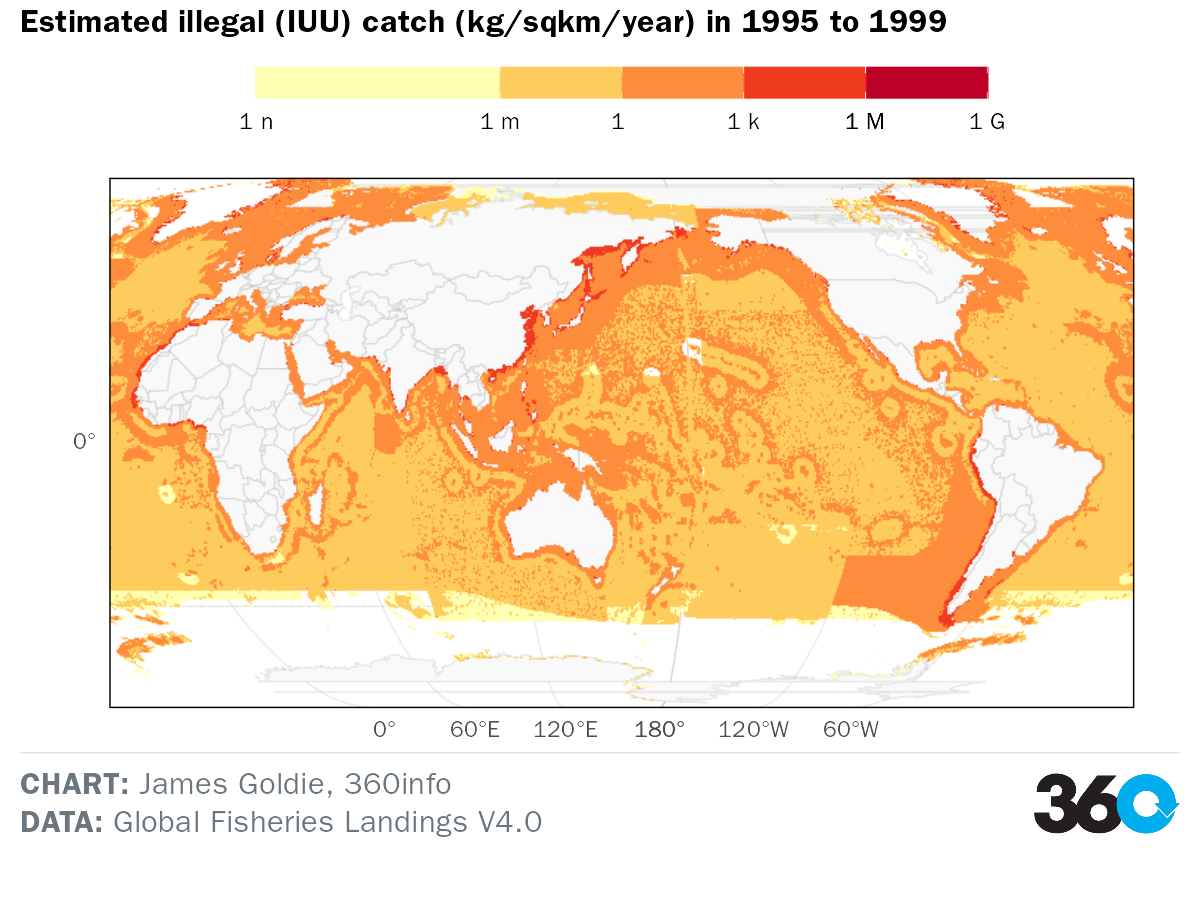 Estimated illegal (IUU) catch (kg/sqkm/year) in 1995 to 1999
1 n 1 m 1 1 k 1 M 1 G
0°
0° 60°E 120°E 180° 120°W 60°W
CHART: James Goldie, 360info
DATA: Global Fisheries Landings V4.0
360